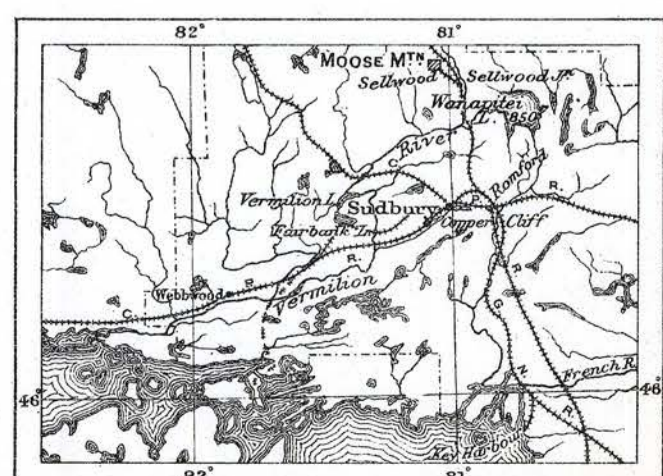 82°
81°
MOOSE MTN
Sellwood
Sellwood Jn
Wanapitei
L. 850
River
C.
Romford
P.
R.
Vermilion L.
Sudbury
Fairbank L.
Copper Cliff
R.
R.
Webbwood
P.
Vermilion
C.
G.
N.
French R.
46°
46°
R.
Key Harbour
82°
81°